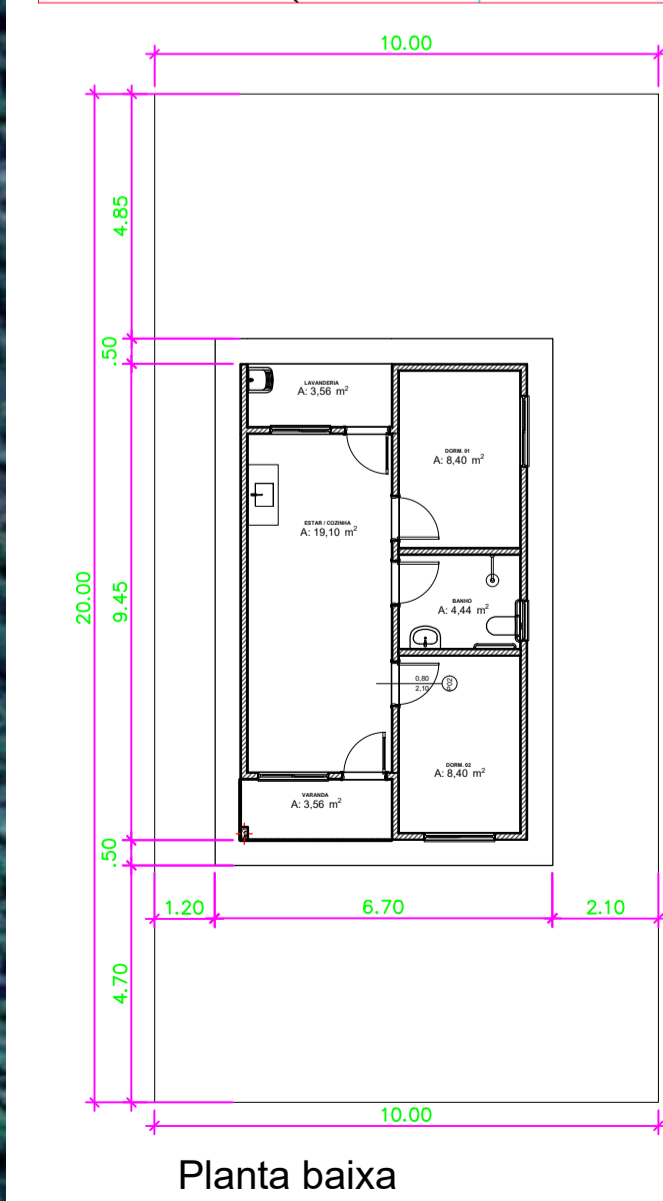 10.00
4.85
.50
LAVANDERIA
A: 3,56 m²
DORM. 01
A: 8,40 m²
ESTAR / COZINHA
A: 19,10 m²
20.00
9.45
BANHO
A: 4,44 m²
0,80
2,10
P02
DORM. 02
A: 8,40 m²
VARANDA
A: 3,56 m²
.50
1.20
6.70
2.10
4.70
10.00
Planta baixa